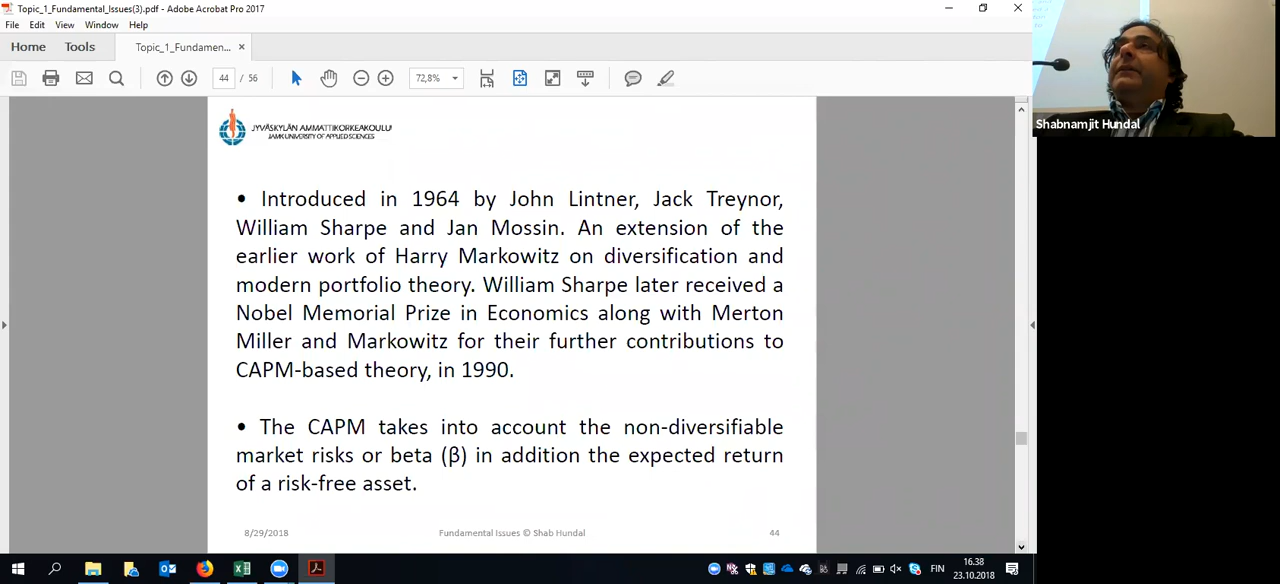 Topic_1_Fundamental_Issues(3).pdf - Adobe Acrobat Pro 2017
File Edit View Window Help
Home Tools Topic_1_Fundamen... ×
44 / 56 72,8%
JYVÄSKYLÄN AMMATTIKORKEAKOULU
JAMK UNIVERSITY OF APPLIED SCIENCES
• Introduced in 1964 by John Lintner, Jack Treynor,
William Sharpe and Jan Mossin. An extension of the
earlier work of Harry Markowitz on diversification and
modern portfolio theory. William Sharpe later received a
Nobel Memorial Prize in Economics along with Merton
Miller and Markowitz for their further contributions to
CAPM-based theory, in 1990.
• The CAPM takes into account the non-diversifiable
market risks or beta (β) in addition the expected return
of a risk-free asset.
8/29/2018 Fundamental Issues © Shab Hundal 44
Shabnamjit Hundal
FIN
16.38
23.10.2018